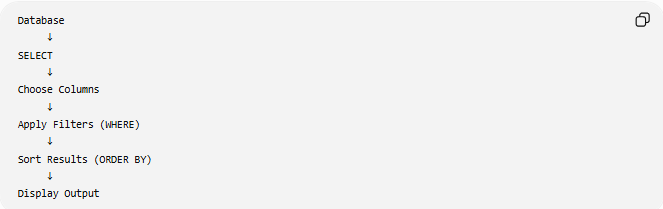 Database
↓
SELECT
↓
Choose Columns
↓
Apply Filters (WHERE)
↓
Sort Results (ORDER BY)
↓
Display Output